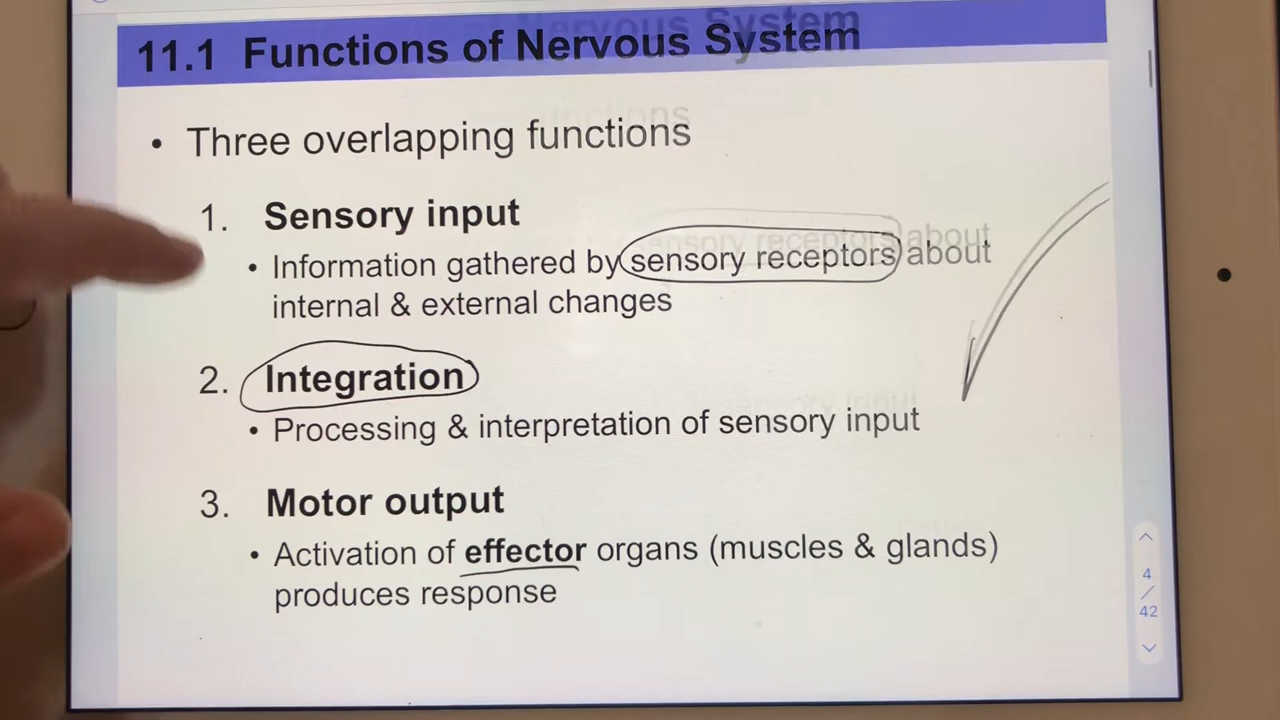 11.1 Functions of Nervous System
• Three overlapping functions
1. Sensory input
• Information gathered by sensory receptors about
internal & external changes
2. Integration
• Processing & interpretation of sensory input
3. Motor output
• Activation of effector organs (muscles & glands)
produces response
4
/
42